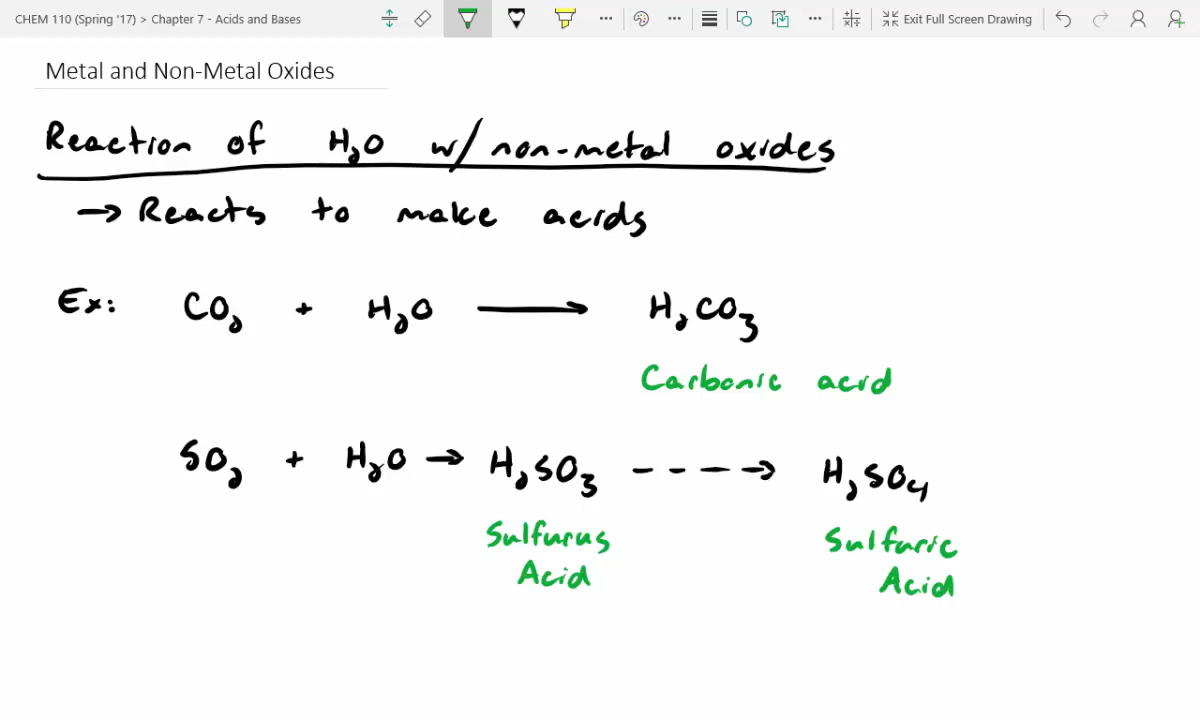 CHEM 110 (Spring '17) > Chapter 7 - Acids and Bases
Exit Full Screen Drawing
Metal and Non-Metal Oxides
Reaction of H₂O w/ non-metal oxides
→ Reacts to make acids
Ex: CO₂ + H₂O → H₂CO₃
Carbonic acid
SO₂ + H₂O → H₂SO₃ ----→ H₂SO₄
Sulfurus Sulfuric
Acid Acid